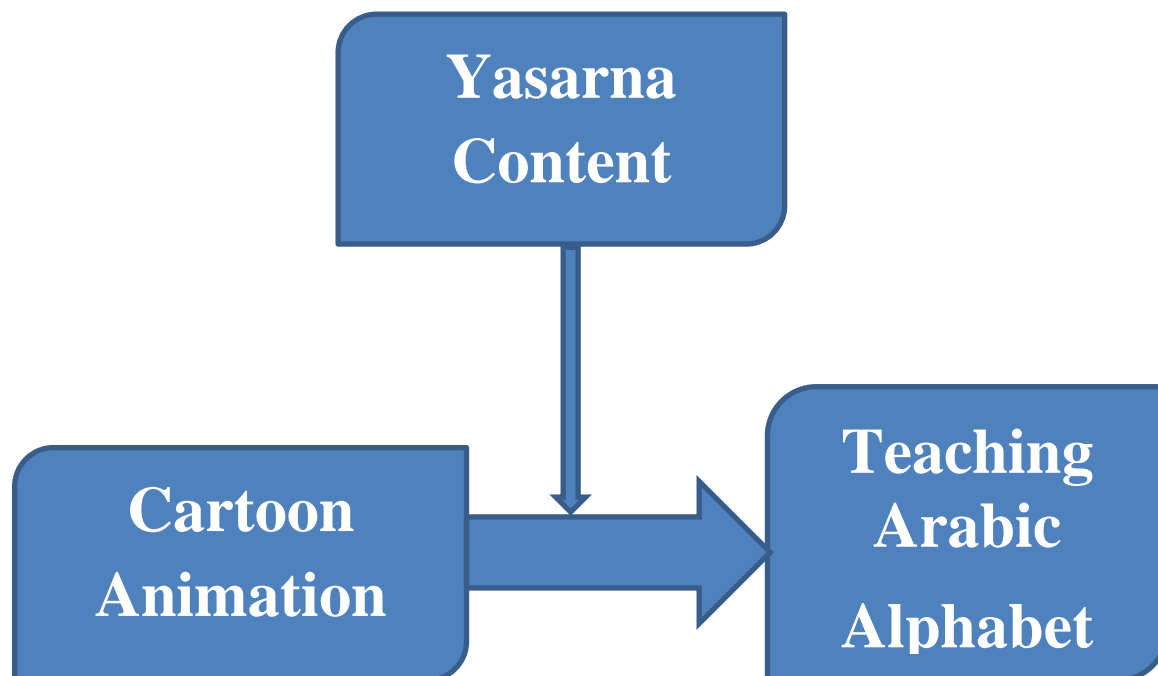 Yasarna
Content
Cartoon
Animation
Teaching
Arabic
Alphabet